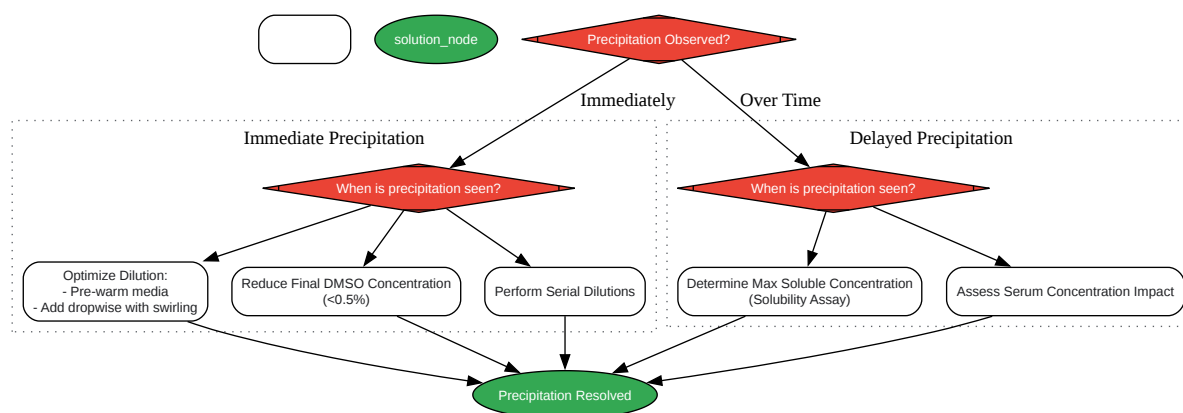 solution_node
Precipitation Observed?
Immediately
Over Time
Immediate Precipitation
Delayed Precipitation
When is precipitation seen?
When is precipitation seen?
Optimize Dilution:
- Pre-warm media
- Add dropwise with swirling
Reduce Final DMSO Concentration
(<0.5%)
Perform Serial Dilutions
Determine Max Soluble Concentration
(Solubility Assay)
Assess Serum Concentration Impact
Precipitation Resolved